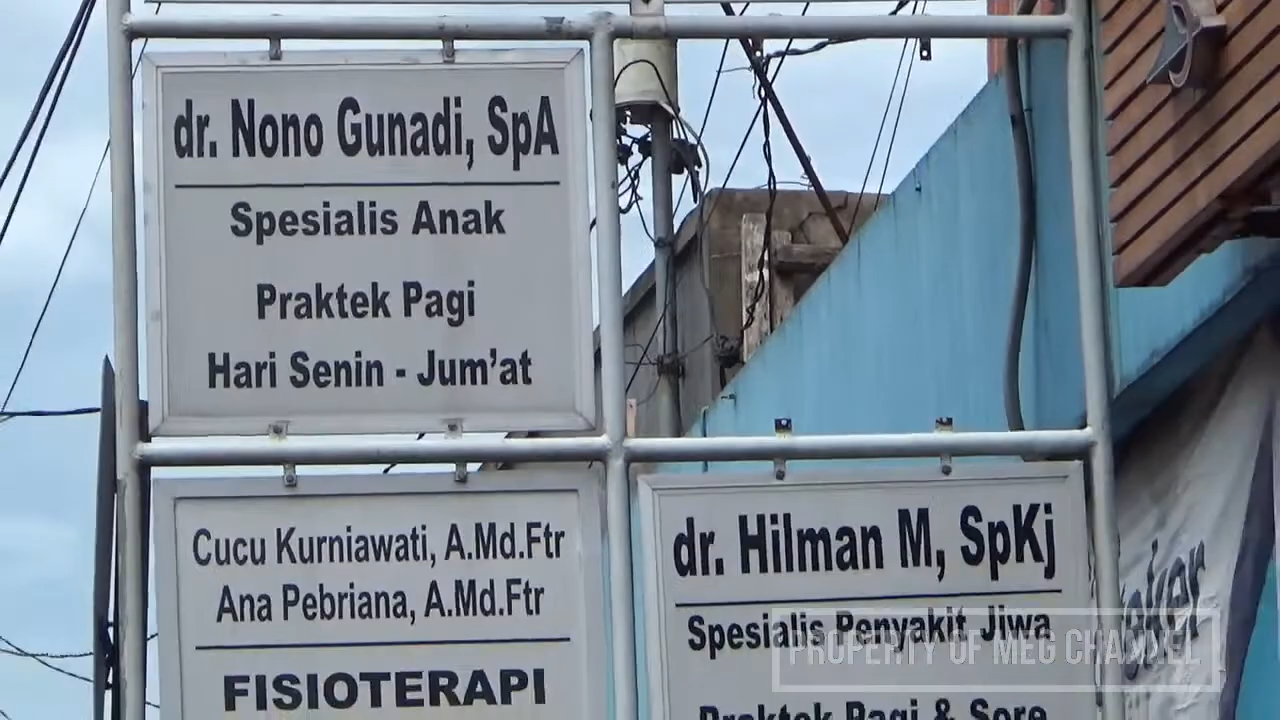 dr. Nono Gunadi, SpA
Spesialis Anak
Praktek Pagi
Hari Senin - Jum'at
Cucu Kurniawati, A.Md.Ftr
Ana Pebriana, A.Md.Ftr
FISIOTERAPI
dr. Hilman M, SpKj
Spesialis Penyakit Jiwa
Praktek Pagi & Sore
PROPERTY OF MEG CHANNEL